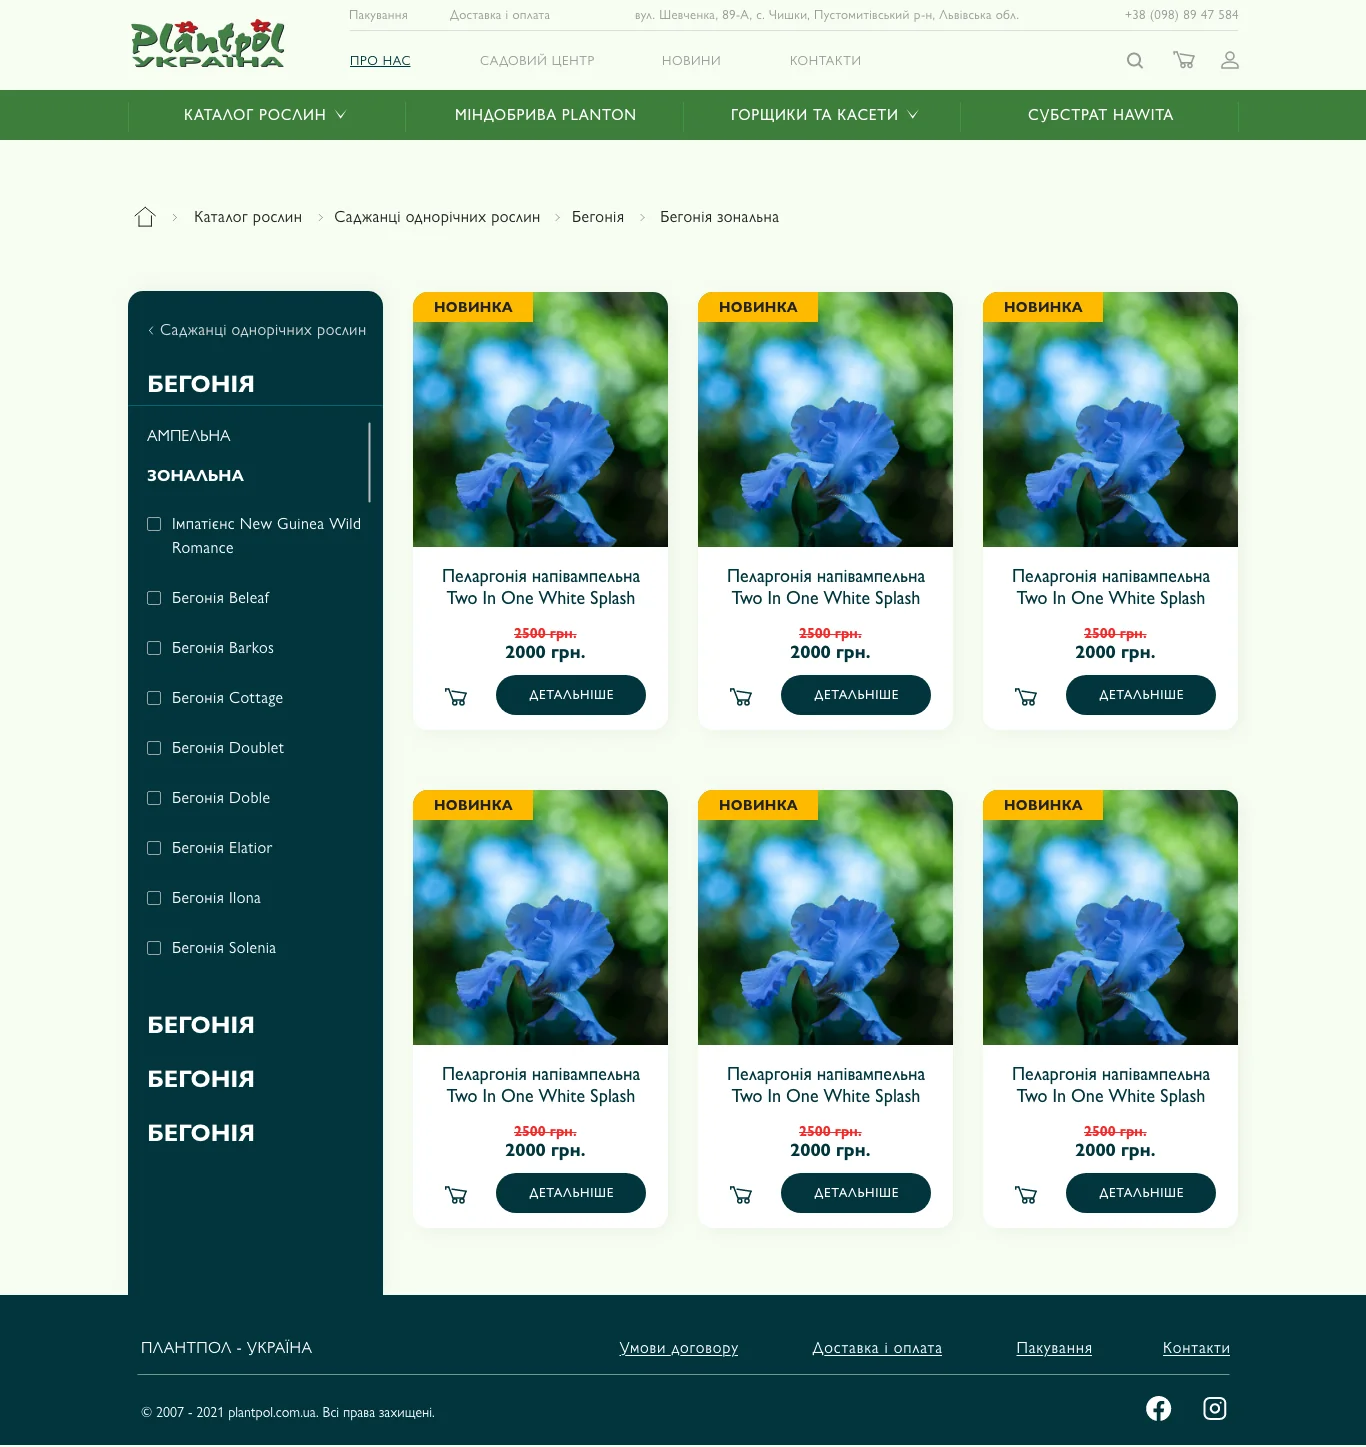 Plantpol
УКРАЇНА
Пакування
Доставка і оплата
вул. Шевченка, 89-А, с. Чишки, Пустомитівський р-н, Львівська обл.
+38 (098) 89 47 584
ПРО НАС
САДОВИЙ ЦЕНТР
НОВИНИ
КОНТАКТИ
КАТАЛОГ РОСЛИН
МІНДОБРИВА PLANTON
ГОРЩИКИ ТА КАСЕТИ
СУБСТРАТ HAWITA
Каталог рослин
Саджанці однорічних рослин
Бегонія
Бегонія зональна
Саджанці однорічних рослин
БЕГОНІЯ
АМПЕЛЬНА
ЗОНАЛЬНА
Імпатієнс New Guinea Wild
Romance
Бегонія Beleaf
Бегонія Barkos
Бегонія Cottage
Бегонія Doublet
Бегонія Doble
Бегонія Elatior
Бегонія Ilona
Бегонія Solenia
БЕГОНІЯ
БЕГОНІЯ
БЕГОНІЯ
НОВИНКА
Пеларгонія напівампельна
Two In One White Splash
2500 грн.
2000 грн.
ДЕТАЛЬНІШЕ
НОВИНКА
Пеларгонія напівампельна
Two In One White Splash
2500 грн.
2000 грн.
ДЕТАЛЬНІШЕ
НОВИНКА
Пеларгонія напівампельна
Two In One White Splash
2500 грн.
2000 грн.
ДЕТАЛЬНІШЕ
НОВИНКА
Пеларгонія напівампельна
Two In One White Splash
2500 грн.
2000 грн.
ДЕТАЛЬНІШЕ
НОВИНКА
Пеларгонія напівампельна
Two In One White Splash
2500 грн.
2000 грн.
ДЕТАЛЬНІШЕ
НОВИНКА
Пеларгонія напівампельна
Two In One White Splash
2500 грн.
2000 грн.
ДЕТАЛЬНІШЕ
ПЛАНТПОЛ - УКРАЇНА
Умови договору
Доставка і оплата
Пакування
Контакти
© 2007 - 2021 plantpol.com.ua. Всі права захищені.